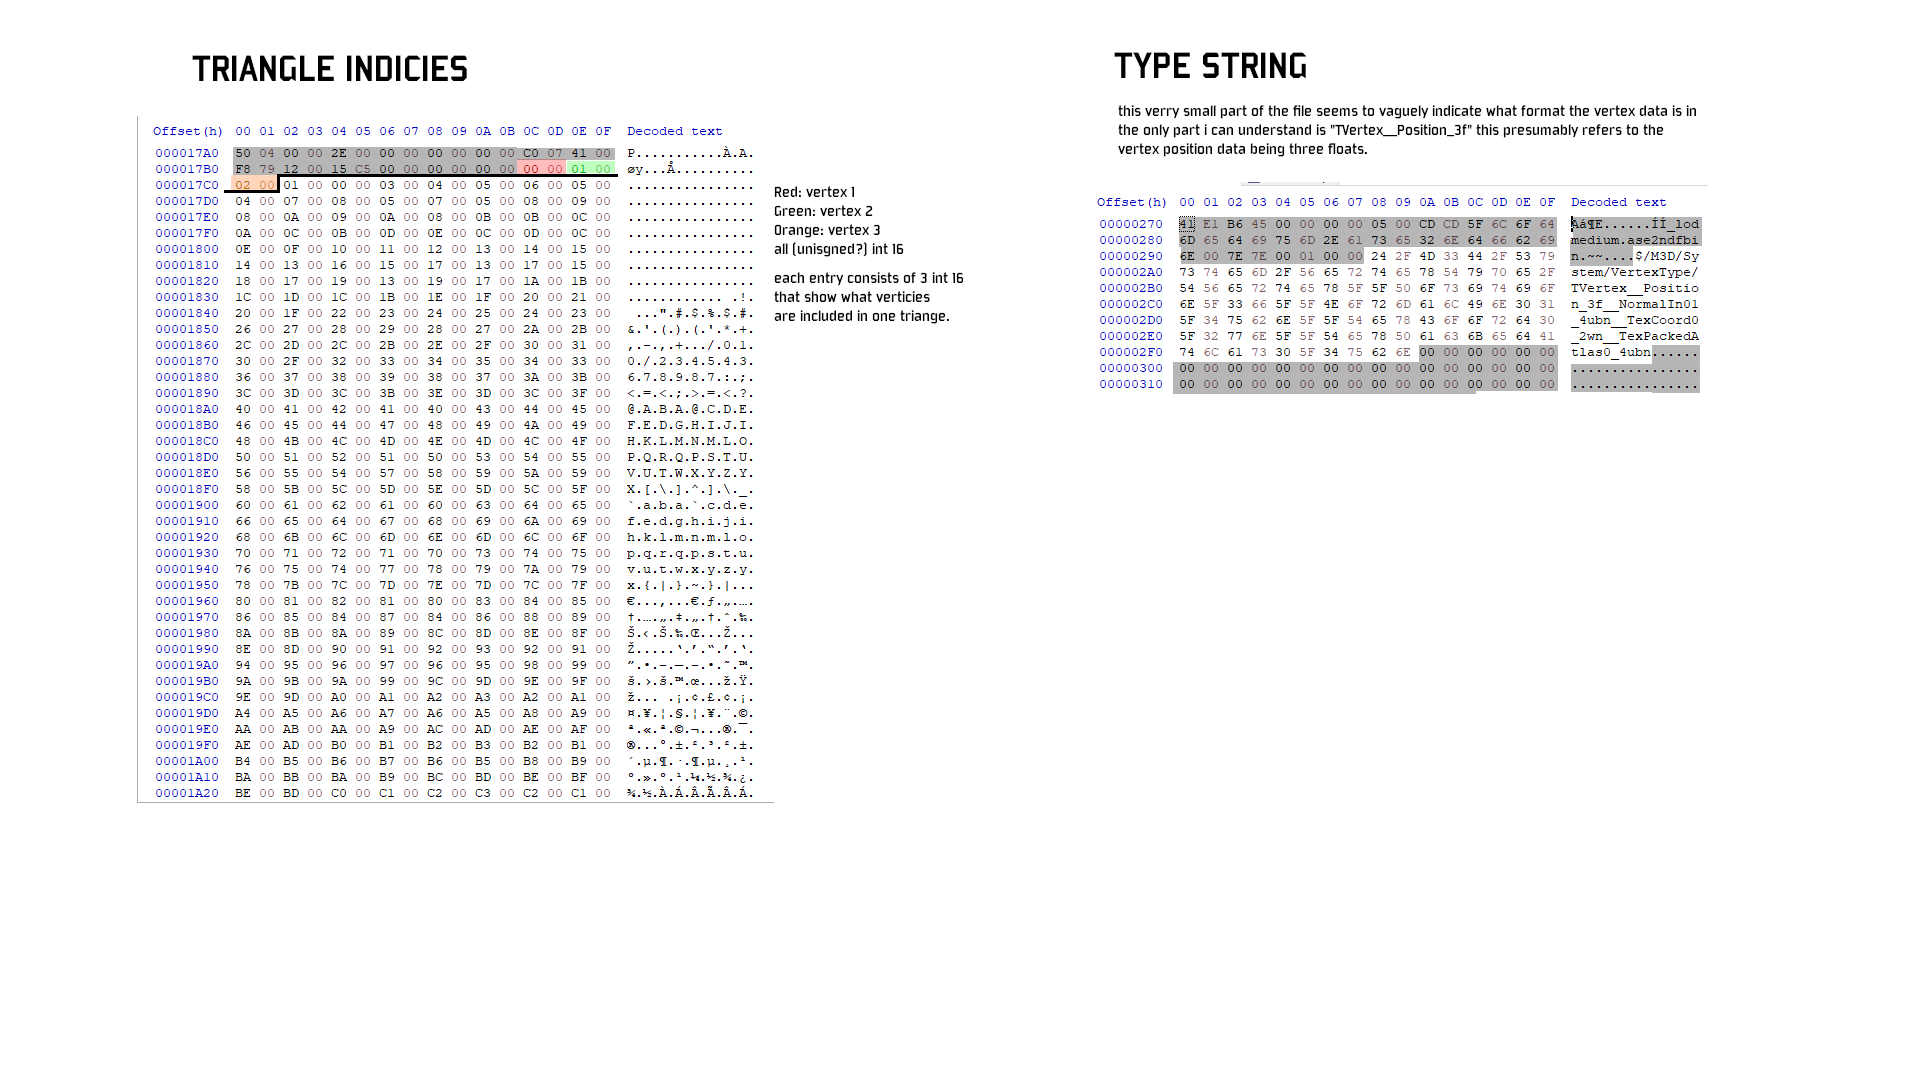 TRIANGLE INDICIES
Offset(h) 00 01 02 03 04 05 06 07 08 09 0A 0B 0C 0D 0E 0F Decoded text
000017A0 50 04 00 00 2E 00 00 00 00 00 00 00 C0 07 41 00 P...........À.A.
000017B0 F8 79 12 00 15 C5 00 00 00 00 00 00 00 00 01 00 øy...Å..........
000017C0 02 00 01 00 00 00 03 00 04 00 05 00 06 00 05 00 ................
000017D0 04 00 07 00 08 00 05 00 07 00 05 00 08 00 09 00 ................
000017E0 08 00 0A 00 09 00 0A 00 08 00 0B 00 0B 00 0C 00 ................
000017F0 0A 00 0C 00 0B 00 0D 00 0E 00 0C 00 0D 00 0C 00 ................
00001800 0E 00 0F 00 10 00 11 00 12 00 13 00 14 00 15 00 ................
00001810 14 00 13 00 16 00 15 00 17 00 13 00 17 00 15 00 ................
00001820 18 00 17 00 19 00 13 00 19 00 17 00 1A 00 1B 00 ................
00001830 1C 00 1D 00 1C 00 1B 00 1E 00 1F 00 20 00 21 00 ............ .!.
00001840 20 00 1F 00 22 00 23 00 24 00 25 00 24 00 23 00  ...".#.$.%.$.#.
00001850 26 00 27 00 28 00 29 00 28 00 27 00 2A 00 2B 00 &.'.(.).(.'.*.+.
00001860 2C 00 2D 00 2C 00 2B 00 2E 00 2F 00 30 00 31 00 ,.-.,.+.../.0.1.
00001870 30 00 2F 00 32 00 33 00 34 00 35 00 34 00 33 00 0./.2.3.4.5.4.3.
00001880 36 00 37 00 38 00 39 00 38 00 37 00 3A 00 3B 00 6.7.8.9.8.7.:.;.
00001890 3C 00 3D 00 3C 00 3B 00 3E 00 3D 00 3C 00 3F 00 <.=.<.;.>.=.<.?.
000018A0 40 00 41 00 42 00 41 00 40 00 43 00 44 00 45 00 @.A.B.A.@.C.D.E.
000018B0 46 00 45 00 44 00 47 00 48 00 49 00 4A 00 49 00 F.E.D.G.H.I.J.I.
000018C0 48 00 4B 00 4C 00 4D 00 4E 00 4D 00 4C 00 4F 00 H.K.L.M.N.M.L.O.
000018D0 50 00 51 00 52 00 51 00 50 00 53 00 54 00 55 00 P.Q.R.Q.P.S.T.U.
000018E0 56 00 55 00 54 00 57 00 58 00 59 00 5A 00 59 00 V.U.T.W.X.Y.Z.Y.
000018F0 58 00 5B 00 5C 00 5D 00 5E 00 5D 00 5C 00 5F 00 X.[.\.].^.].\._.
00001900 60 00 61 00 62 00 61 00 60 00 63 00 64 00 65 00 `.a.b.a.`.c.d.e.
00001910 66 00 65 00 64 00 67 00 68 00 69 00 6A 00 69 00 f.e.d.g.h.i.j.i.
00001920 68 00 6B 00 6C 00 6D 00 6E 00 6D 00 6C 00 6F 00 h.k.l.m.n.m.l.o.
00001930 70 00 71 00 72 00 71 00 70 00 73 00 74 00 75 00 p.q.r.q.p.s.t.u.
00001940 76 00 75 00 74 00 77 00 78 00 79 00 7A 00 79 00 v.u.t.w.x.y.z.y.
00001950 78 00 7B 00 7C 00 7D 00 7E 00 7D 00 7C 00 7F 00 x.{.|.}.~.}.|...
00001960 80 00 81 00 82 00 81 00 80 00 83 00 84 00 85 00 €...‚...€.ƒ.„.….
00001970 86 00 85 00 84 00 87 00 84 00 86 00 88 00 89 00 †.….„.‡.„.†.ˆ.‰.
00001980 8A 00 8B 00 8A 00 89 00 8C 00 8D 00 8E 00 8F 00 Š.‹.Š.‰.Œ...Ž...
00001990 8E 00 8D 00 90 00 91 00 92 00 93 00 92 00 91 00 Ž.....‘.’.“.’.‘.
000019A0 94 00 95 00 96 00 97 00 96 00 95 00 98 00 99 00 ”.•.–.—.–.•.˜.™.
000019B0 9A 00 9B 00 9A 00 99 00 9C 00 9D 00 9E 00 9F 00 š.›.š.™.œ...ž.Ÿ.
000019C0 9E 00 9D 00 A0 00 A1 00 A2 00 A3 00 A2 00 A1 00 ž... .¡.¢.£.¢.¡.
000019D0 A4 00 A5 00 A6 00 A7 00 A6 00 A5 00 A8 00 A9 00 ¤.¥.¦.§.¦.¥.¨.©.
000019E0 AA 00 AB 00 AA 00 A9 00 AC 00 AD 00 AE 00 AF 00 ª.«.ª.©.¬...®.¯.
000019F0 AE 00 AD 00 B0 00 B1 00 B2 00 B3 00 B2 00 B1 00 ®...°.±.².³.².±.
00001A00 B4 00 B5 00 B6 00 B7 00 B6 00 B5 00 B8 00 B9 00 ´.µ.¶.·.¶.µ.¸.¹.
00001A10 BA 00 BB 00 BA 00 B9 00 BC 00 BD 00 BE 00 BF 00 º.».º.¹.¼.½.¾.¿.
00001A20 BE 00 BD 00 C0 00 C1 00 C2 00 C3 00 C2 00 C1 00 ¾.½.À.Á.Â.Ã.Â.Á.
Red: vertex 1
Green: vertex 2
Orange: vertex 3
all (unisgned?) int 16
each entry consists of 3 int 16
that show what verticies
are included in one triange.
TYPE STRING
this verry small part of the file seems to vaguely indicate what format the vertex data is in
the only part i can understand is "TVertex__Position_3f" this presumably refers to the
vertex position data being three floats.
Offset(h) 00 01 02 03 04 05 06 07 08 09 0A 0B 0C 0D 0E 0F Decoded text
00000270 41 E1 B6 45 00 00 00 00 05 00 CD CD 5F 6C 6F 64 Aá¶E......ÍÍ_lod
00000280 6D 65 64 69 75 6D 2E 61 73 65 32 6E 64 66 62 69 medium.ase2ndfbi
00000290 6E 00 7E 7E 00 01 00 00 24 2F 4D 33 44 2F 53 79 n.~~....$/M3D/Sy
000002A0 73 74 65 6D 2F 56 65 72 74 65 78 54 79 70 65 2F stem/VertexType/
000002B0 54 56 65 72 74 65 78 5F 5F 50 6F 73 69 74 69 6F TVertex__Positio
000002C0 6E 5F 33 66 5F 5F 4E 6F 72 6D 61 6C 49 6E 30 31 n_3f__NormalIn01
000002D0 5F 34 75 62 6E 5F 5F 54 65 78 43 6F 6F 72 64 30 _4ubn__TexCoord0
000002E0 5F 32 77 6E 5F 5F 54 65 78 50 61 63 6B 65 64 41 _2wn__TexPackedA
000002F0 74 6C 61 73 30 5F 34 75 62 6E 00 00 00 00 00 00 tlas0_4ubn......
00000300 00 00 00 00 00 00 00 00 00 00 00 00 00 00 00 00 ................
00000310 00 00 00 00 00 00 00 00 00 00 00 00 00 00 00 00 ................